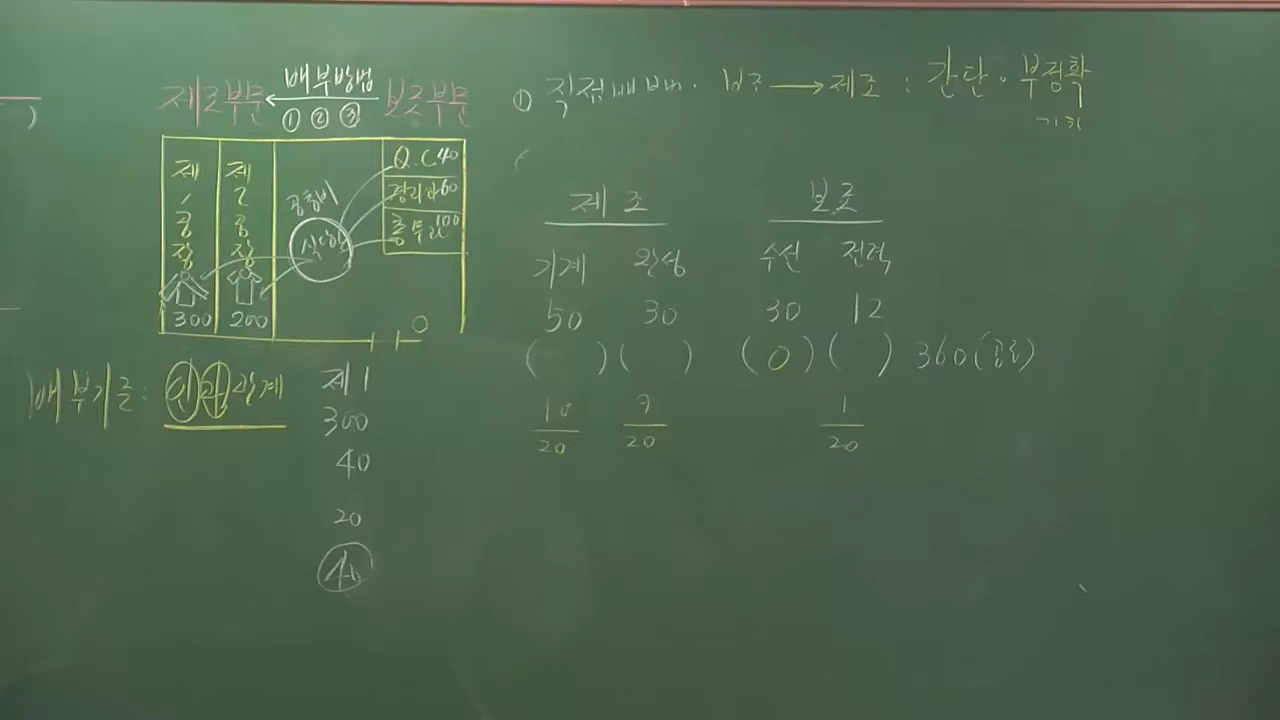 배부방법
제조부문 ← 보조부문
① ② ③
① 직접배부법. 보조 → 제조 : 간단. 부정확
)
제1공장
제2공장
공통비
식당
Q.C 40
경리과 60
총무과 100
300
200
0
제조
보조
기계 완성 수선 전력
50 30 30 12
( ) ( ) (0) ( ) 360 (공통)
10/20 9/20 1/20
배부기준 : 인과관계
제1
300
40
20